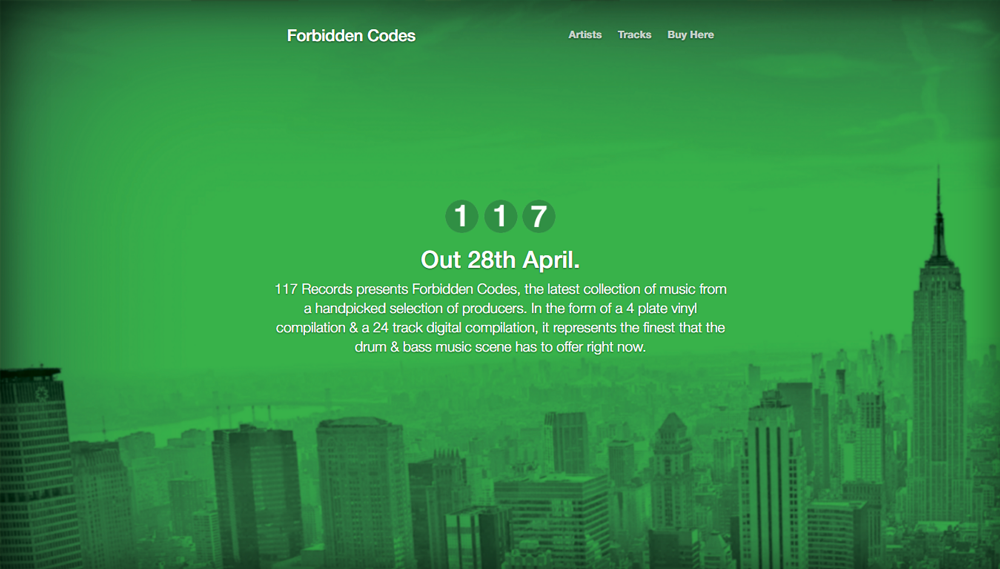 Forbidden Codes
Artists Tracks Buy Here
1 1 7
Out 28th April.
117 Records presents Forbidden Codes, the latest collection of music from
a handpicked selection of producers. In the form of a 4 plate vinyl
compilation & a 24 track digital compilation, it represents the finest that the
drum & bass music scene has to offer right now.